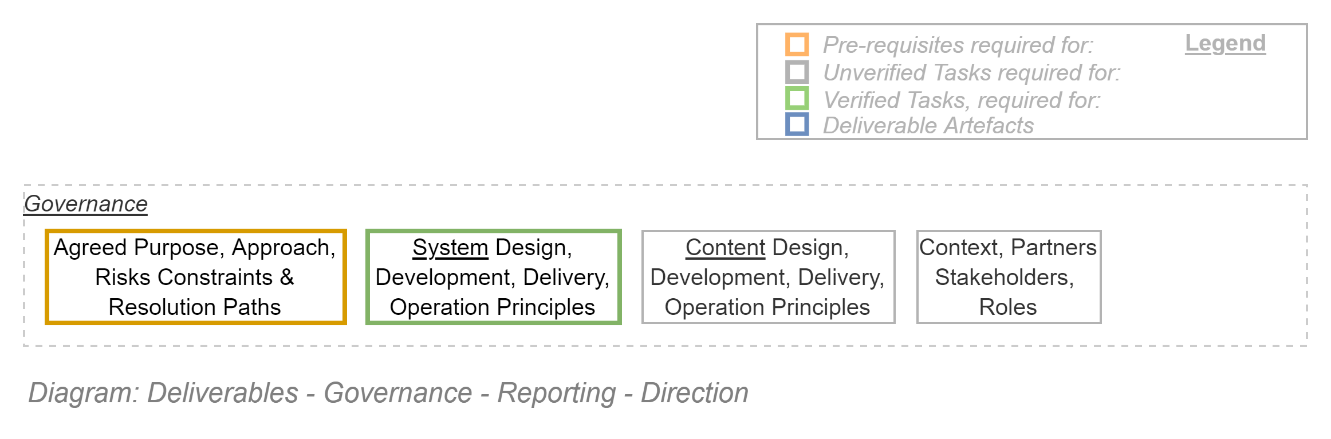 Legend
Pre-requisites required for:
Unverified Tasks required for:
Verified Tasks, required for:
Deliverable Artefacts
Governance
Agreed Purpose, Approach,
Risks Constraints &
Resolution Paths
System Design,
Development, Delivery,
Operation Principles
Content Design,
Development, Delivery,
Operation Principles
Context, Partners
Stakeholders,
Roles
Diagram: Deliverables - Governance - Reporting - Direction